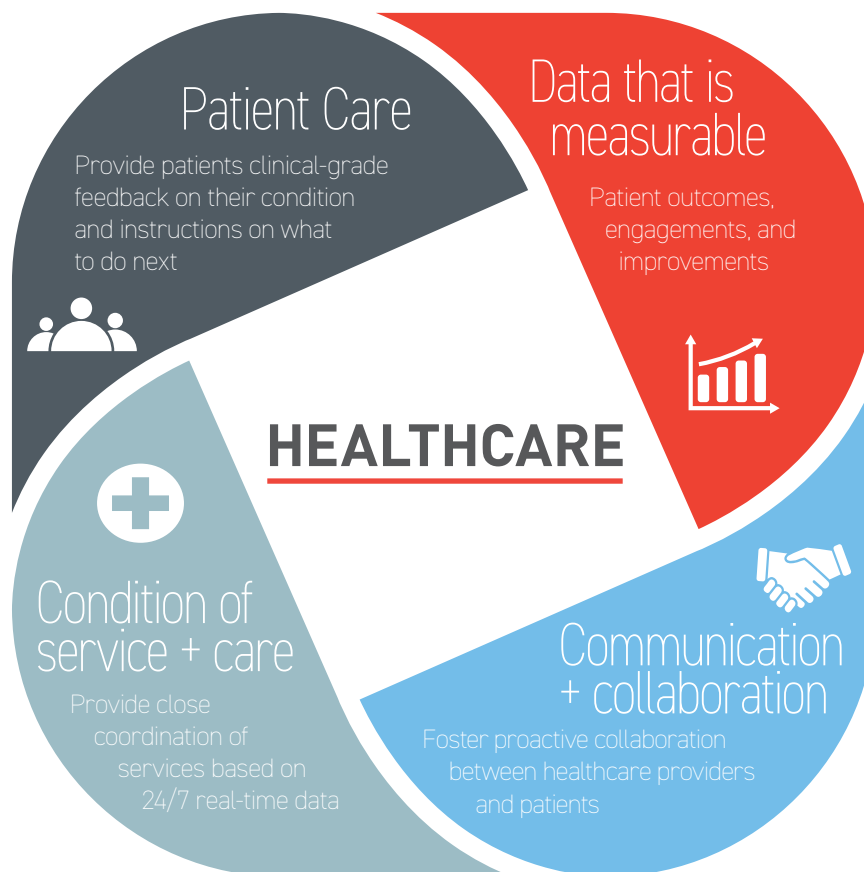 Patient Care
Provide patients clinical-grade
feedback on their condition
and instructions on what
to do next
Data that is
measurable
Patient outcomes,
engagements, and
improvements
HEALTHCARE
Condition of
service + care
Provide close
coordination of
services based on
24/7 real-time data
Communication
+ collaboration
Foster proactive collaboration
between healthcare providers
and patients